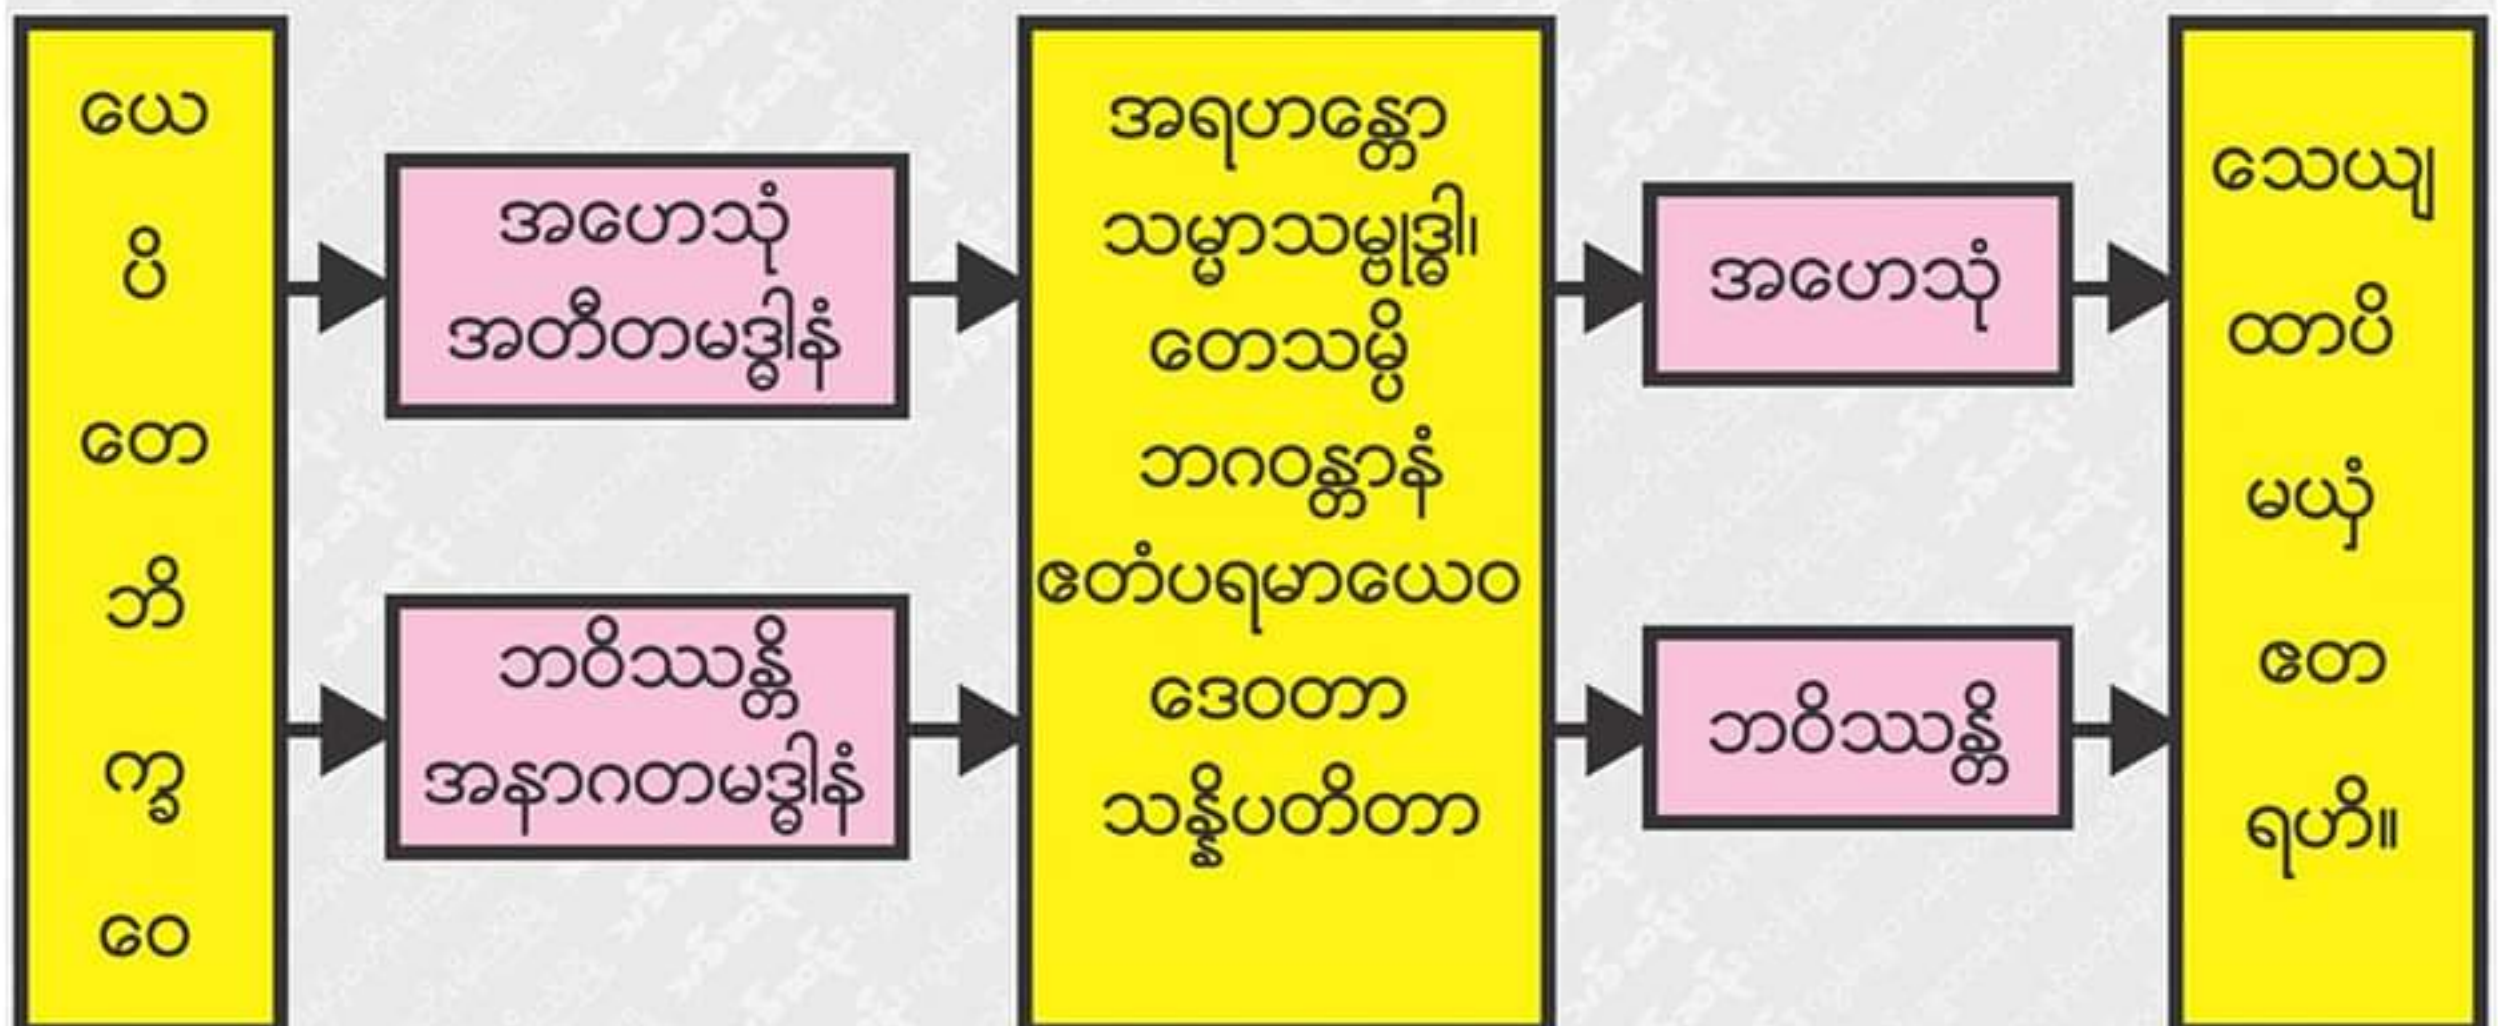 ယေ
ပိ
တေ
ဘိ
က္ခ
ဝေ
အဟေသုံ
အတီတမဒ္ဓါနံ
ဘဝိဿန္တိ
အနာဂတမဒ္ဓါနံ
အရဟန္တော
သမ္မာသမ္ဗုဒ္ဓါ၊
တေသမ္ပိ
ဘဂဝန္တာနံ
ဧတံပရမာယေဝ
ဒေဝတာ
သန္နိပတိတာ
အဟေသုံ
ဘဝိဿန္တိ
သေယျ
ထာပိ
မယှံ
ဧတ
ရဟိ။